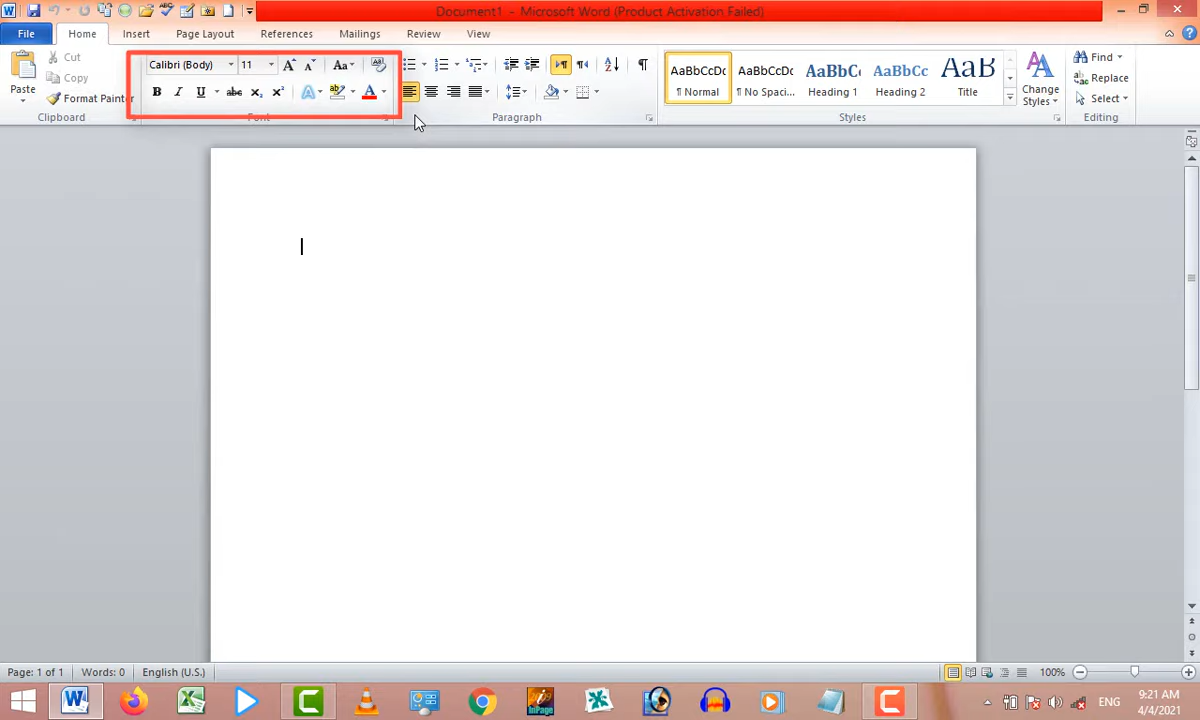 Document1 - Microsoft Word (Product Activation Failed)
File Home Insert Page Layout References Mailings Review View
Paste
Cut
Copy
Format Painter
Clipboard
Calibri (Body) 11 Aa
B I U abc x₂ x² A ab A
Font
Paragraph
AaBbCcDc
¶ Normal
AaBbCcDc
¶ No Spaci...
AaBbC
Heading 1
AaBbCc
Heading 2
AaB
Title
Change
Styles
Styles
Find
Replace
Select
Editing
Page: 1 of 1 Words: 0 English (U.S.) 100%
InPage
ENG
9:21 AM
4/4/2021